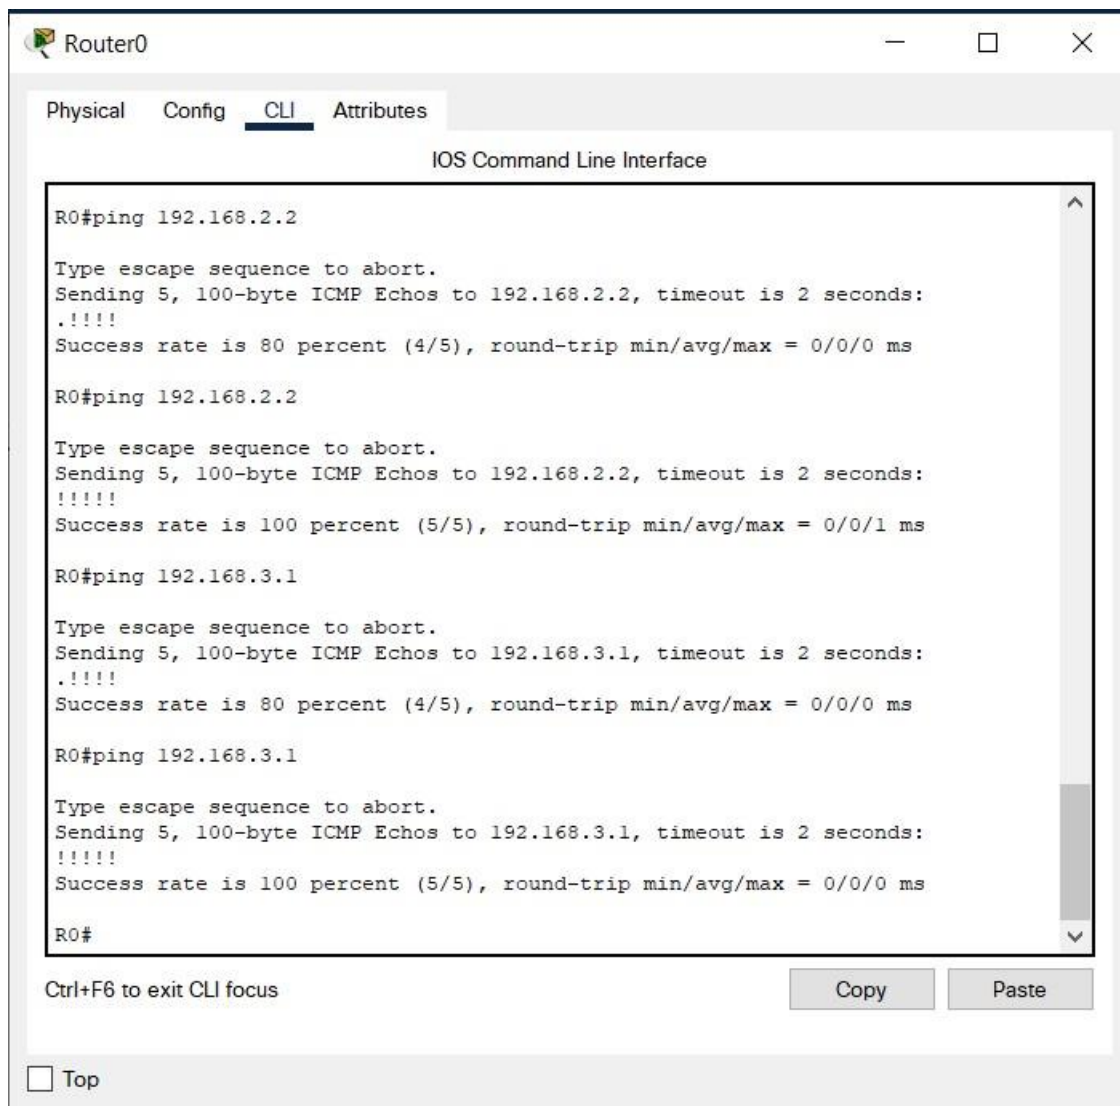 Router0
Physical Config CLI Attributes
IOS Command Line Interface
R0#ping 192.168.2.2
Type escape sequence to abort.
Sending 5, 100-byte ICMP Echos to 192.168.2.2, timeout is 2 seconds:
.!!!!
Success rate is 80 percent (4/5), round-trip min/avg/max = 0/0/0 ms
R0#ping 192.168.2.2
Type escape sequence to abort.
Sending 5, 100-byte ICMP Echos to 192.168.2.2, timeout is 2 seconds:
!!!!!
Success rate is 100 percent (5/5), round-trip min/avg/max = 0/0/1 ms
R0#ping 192.168.3.1
Type escape sequence to abort.
Sending 5, 100-byte ICMP Echos to 192.168.3.1, timeout is 2 seconds:
.!!!!
Success rate is 80 percent (4/5), round-trip min/avg/max = 0/0/0 ms
R0#ping 192.168.3.1
Type escape sequence to abort.
Sending 5, 100-byte ICMP Echos to 192.168.3.1, timeout is 2 seconds:
!!!!!
Success rate is 100 percent (5/5), round-trip min/avg/max = 0/0/0 ms
R0#
Ctrl+F6 to exit CLI focus
Copy Paste
Top